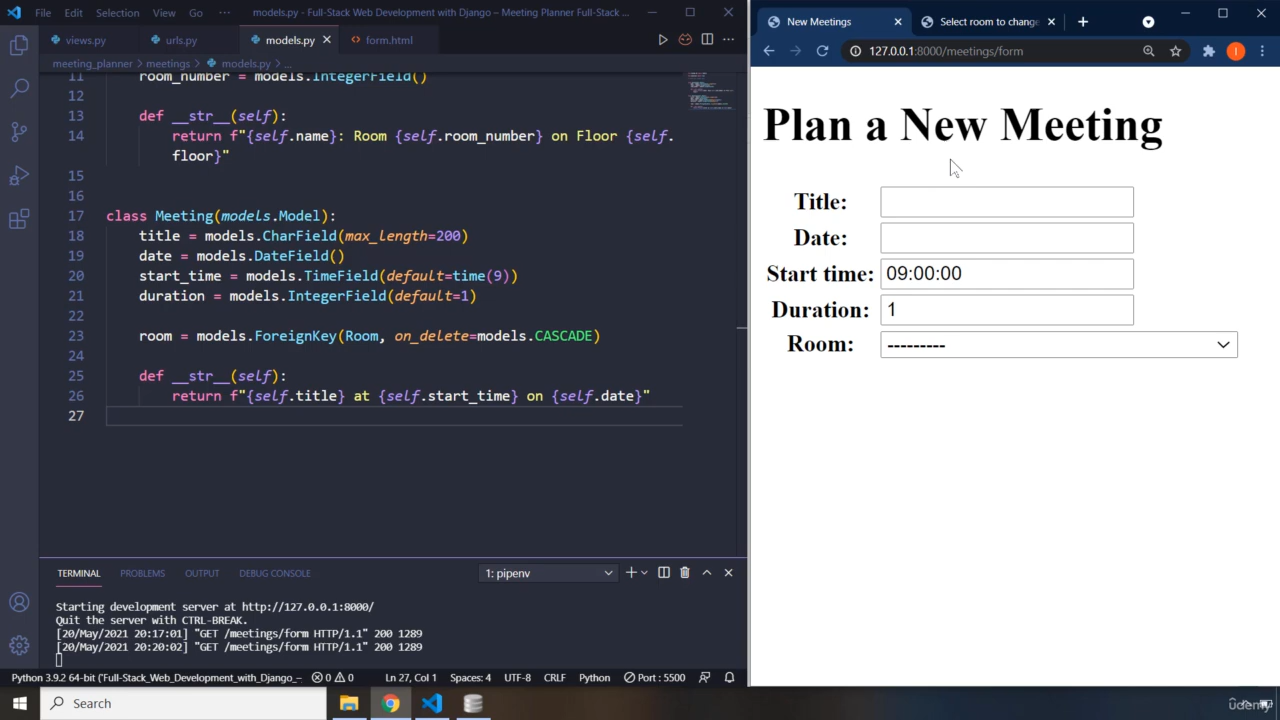 File Edit Selection View Go ··· models.py - Full-Stack Web Development with Django – Meeting Planner Full-Stack ...
views.py urls.py models.py form.html
meeting_planner > meetings > models.py > ...
11 room_number = models.IntegerField()
12
13 def __str__(self):
14 return f"{self.name}: Room {self.room_number} on Floor {self.
floor}"
15
16
17 class Meeting(models.Model):
18 title = models.CharField(max_length=200)
19 date = models.DateField()
20 start_time = models.TimeField(default=time(9))
21 duration = models.IntegerField(default=1)
22
23 room = models.ForeignKey(Room, on_delete=models.CASCADE)
24
25 def __str__(self):
26 return f"{self.title} at {self.start_time} on {self.date}"
27
TERMINAL PROBLEMS OUTPUT DEBUG CONSOLE 1: pipenv
Starting development server at http://127.0.0.1:8000/
Quit the server with CTRL-BREAK.
[20/May/2021 20:17:01] "GET /meetings/form HTTP/1.1" 200 1289
[20/May/2021 20:20:02] "GET /meetings/form HTTP/1.1" 200 1289
Python 3.9.2 64-bit ('Full-Stack_Web_Development_with_Django_– 0 0 Ln 27, Col 1 Spaces: 4 UTF-8 CRLF Python Port : 5500
New Meetings Select room to change
127.0.0.1:8000/meetings/form I
Plan a New Meeting
Title:
Date:
Start time: 09:00:00
Duration: 1
Room: ---------
Search
udemy